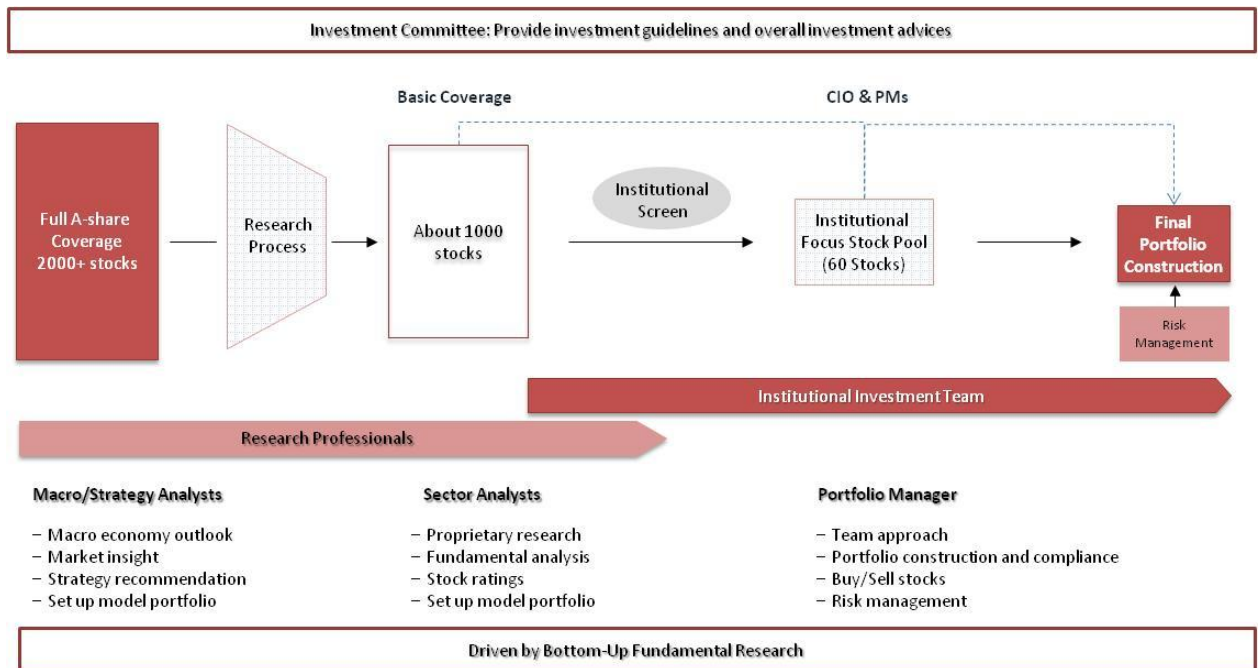 Investment Committee: Provide investment guidelines and overall investment advices
Basic Coverage
CIO & PMs
Full A-share
Coverage
2000+ stocks
Research
Process
About 1000
stocks
Institutional
Screen
Institutional
Focus Stock Pool
(60 Stocks)
Final
Portfolio
Construction
Risk
Management
Institutional Investment Team
Research Professionals
Macro/Strategy Analysts
– Macro economy outlook
– Market insight
– Strategy recommendation
– Set up model portfolio
Sector Analysts
– Proprietary research
– Fundamental analysis
– Stock ratings
– Set up model portfolio
Portfolio Manager
– Team approach
– Portfolio construction and compliance
– Buy/Sell stocks
– Risk management
Driven by Bottom-Up Fundamental Research